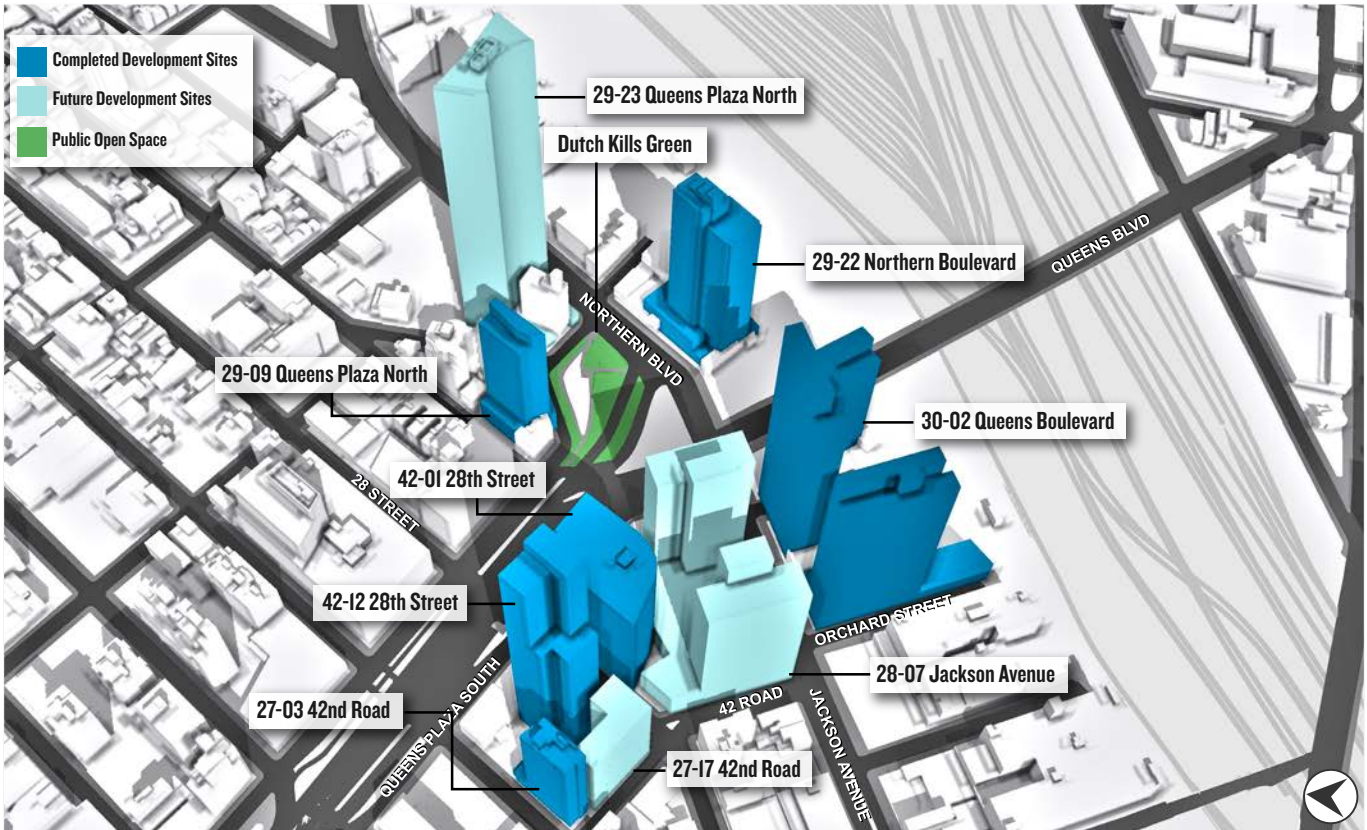 Completed Development Sites
Future Development Sites
Public Open Space
29-23 Queens Plaza North
Dutch Kills Green
29-22 Northern Boulevard
QUEENS BLVD
NORTHERN BLVD
29-09 Queens Plaza North
30-02 Queens Boulevard
42-01 28th Street
28 STREET
42-12 28th Street
ORCHARD STREET
28-07 Jackson Avenue
42 ROAD
JACKSON AVENUE
27-03 42nd Road
QUEENS PLAZA SOUTH
27-17 42nd Road